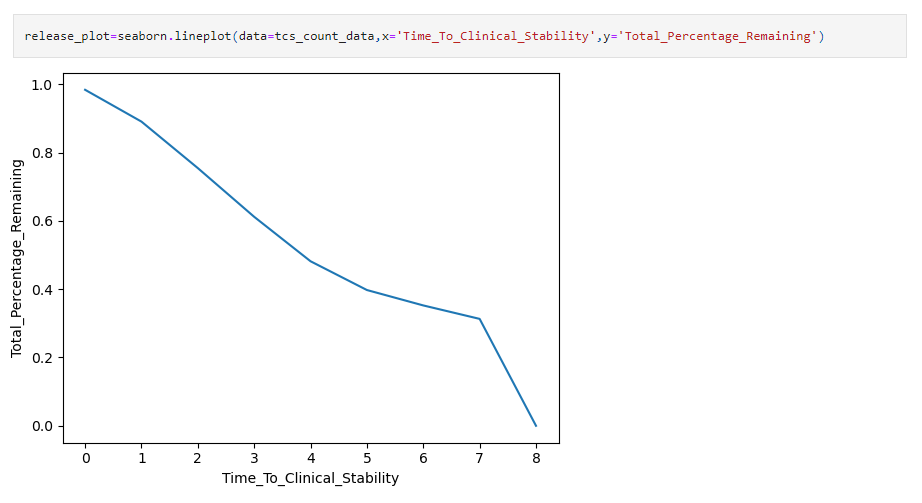 release_plot=seaborn.lineplot(data=tcs_count_data,x='Time_To_Clinical_Stability',y='Total_Percentage_Remaining')
1.0
0.8
0.6
0.4
0.2
0.0
Total_Percentage_Remaining
0 1 2 3 4 5 6 7 8
Time_To_Clinical_Stability